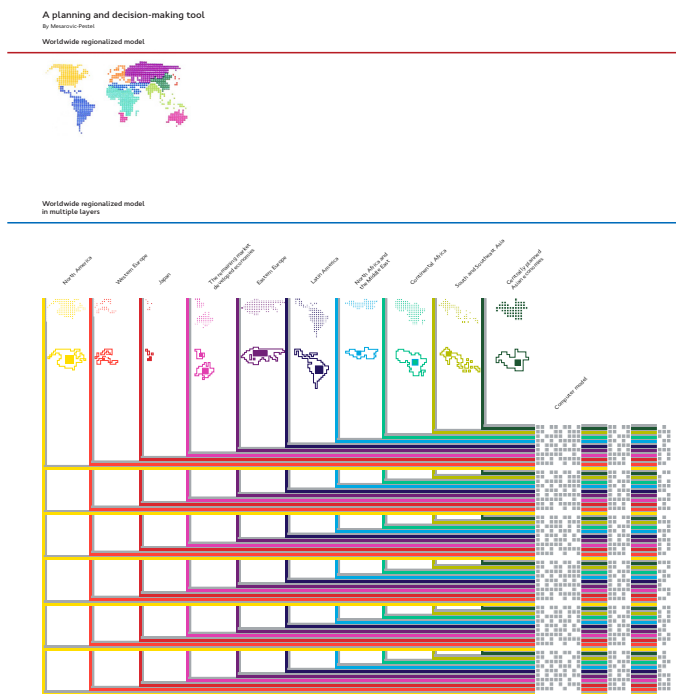 A planning and decision-making tool
By Mesarovic-Pestel
Worldwide regionalized model
Worldwide regionalized model
in multiple layers
North America
Western Europe
Japan
The remaining market
developed economies
Eastern Europe
Latin America
North Africa and
the Middle East
Continental Africa
South and Southeast Asia
Centrally planned
Asian economies
Computer model